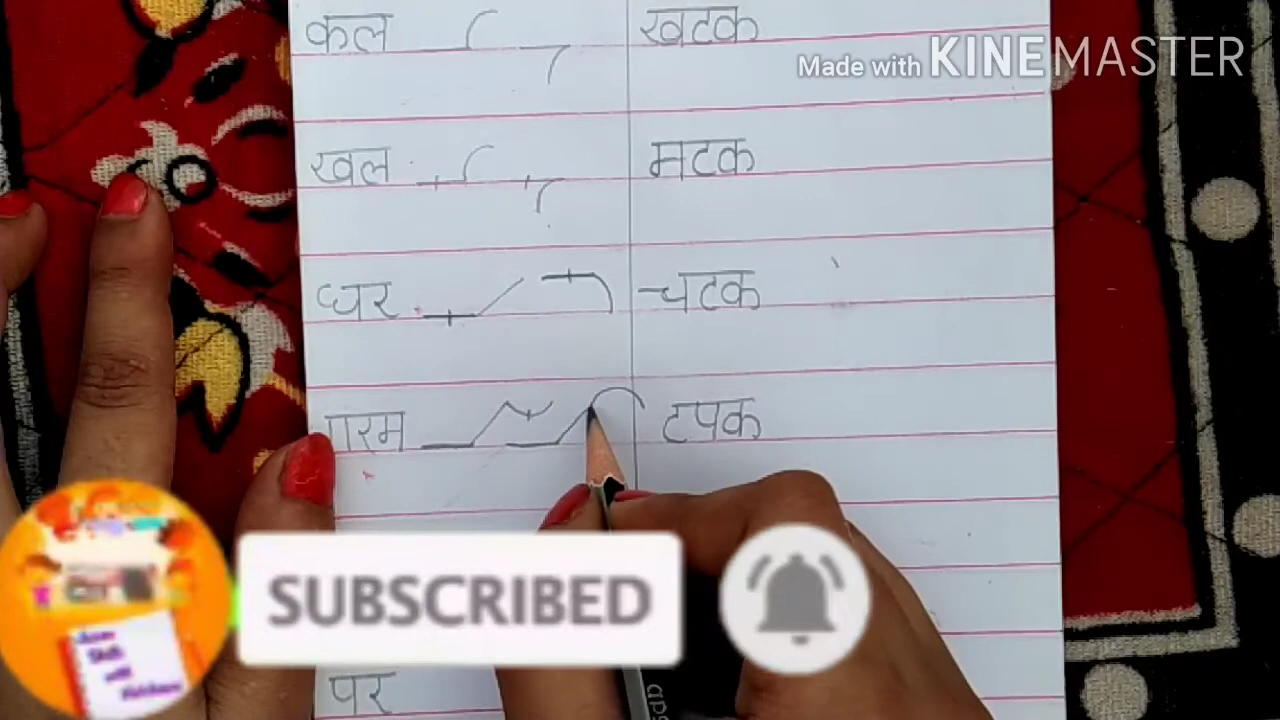 कल खटक
Made with KINEMASTER
खल मटक
घर चटक
गरम टपक
SUBSCRIBED
पर